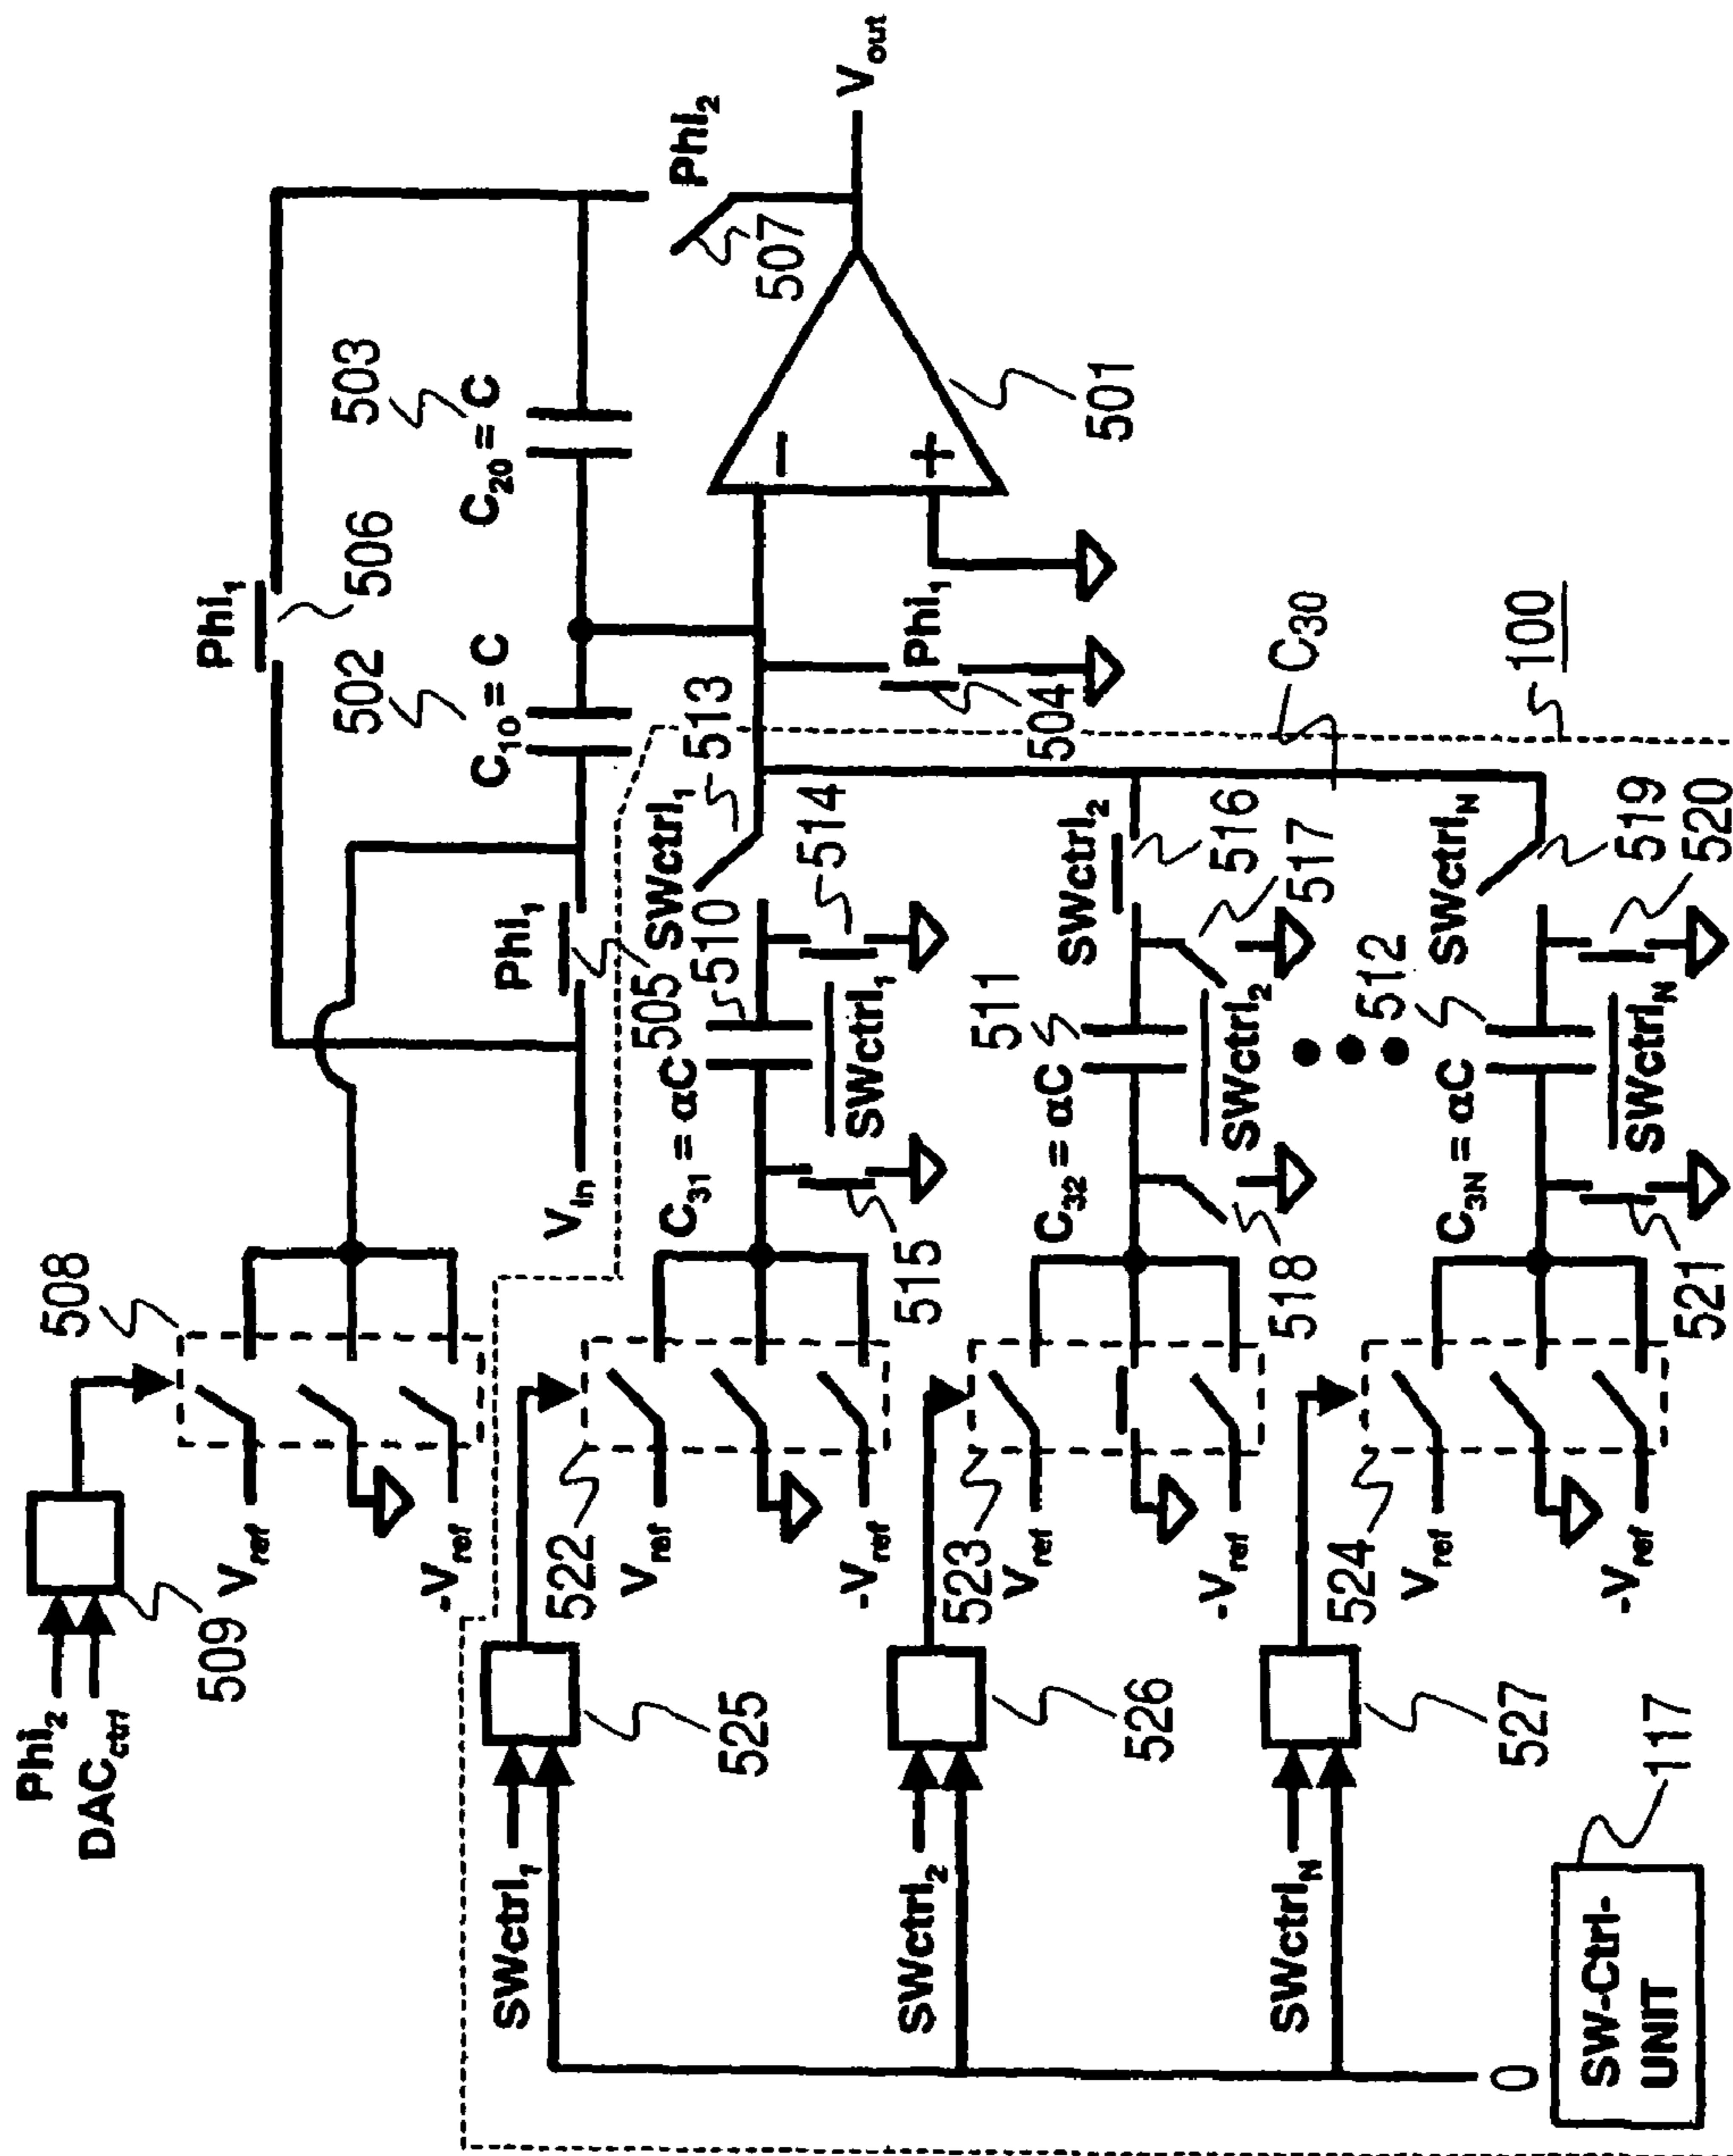 Phi₂
DACctrl
509
508
Vref
-Vref
Phi₁
506
502
C₁₀ = C
503
C₂₀ = C
Phi₂
507
Vout
Vin
Phi₁
505
-
+
501
Phi₁
504
C₃₀
100
SWctrl₁
525
522
Vref
-Vref
515
C₃₁ = αC
510
SWctrl₁
513
514
SWctrl₁
SWctrl₂
526
523
Vref
-Vref
518
C₃₂ = αC
511
SWctrl₂
516
517
SWctrl₂
512
SWctrlN
527
524
Vref
-Vref
521
C₃N = αC
SWctrlN
519
520
SWctrlN
0
SW-Ctrl-
UNIT
117